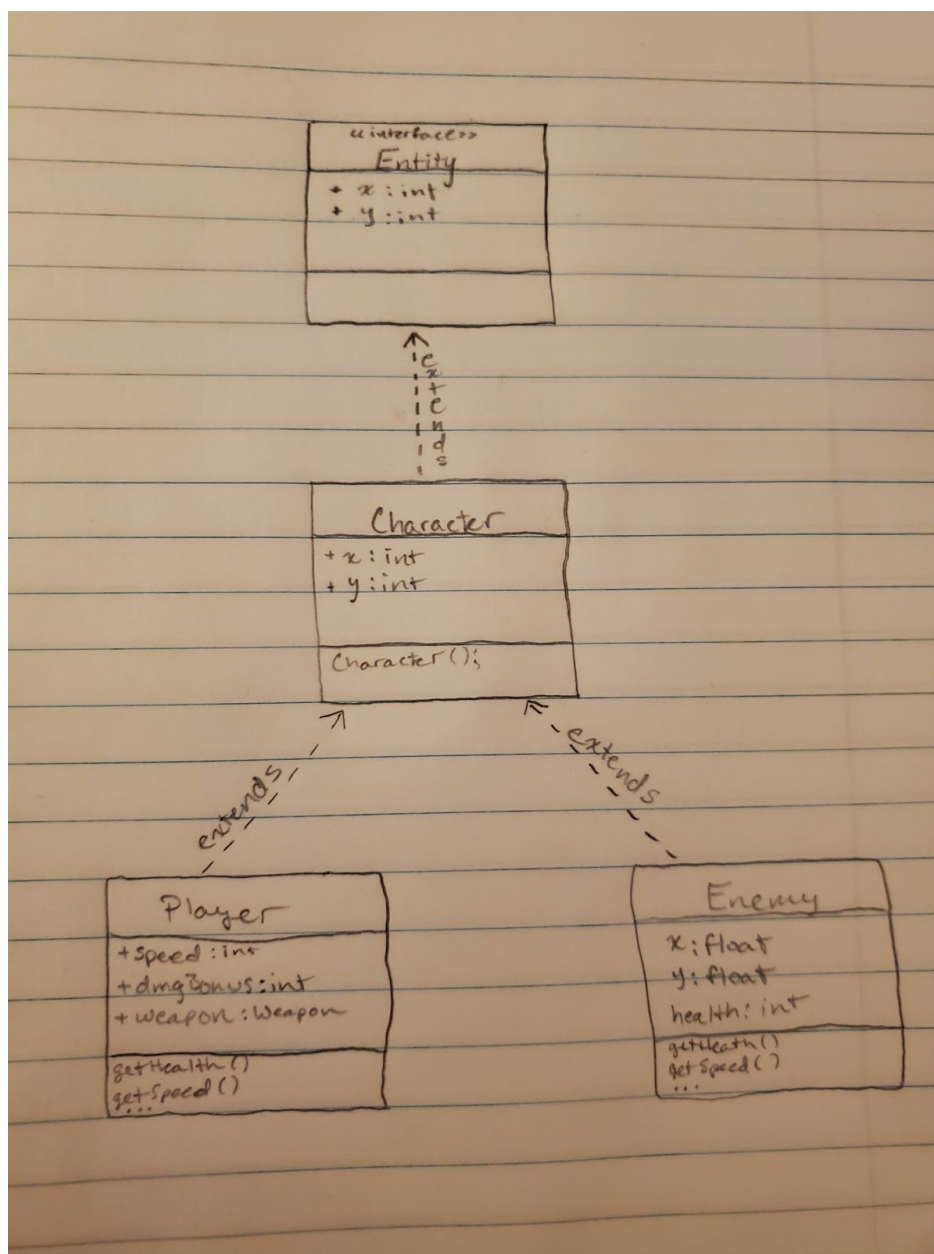 <<interface>>
Entity
+ x : int
+ y : int
extends
Character
+ x : int
+ y : int
Character();
extends
extends
Player
+ speed : int
+ dmgBonus : int
+ weapon : Weapon
getHealth()
getSpeed()
...
Enemy
x : float
y : float
health : int
getHeath()
getSpeed()
...